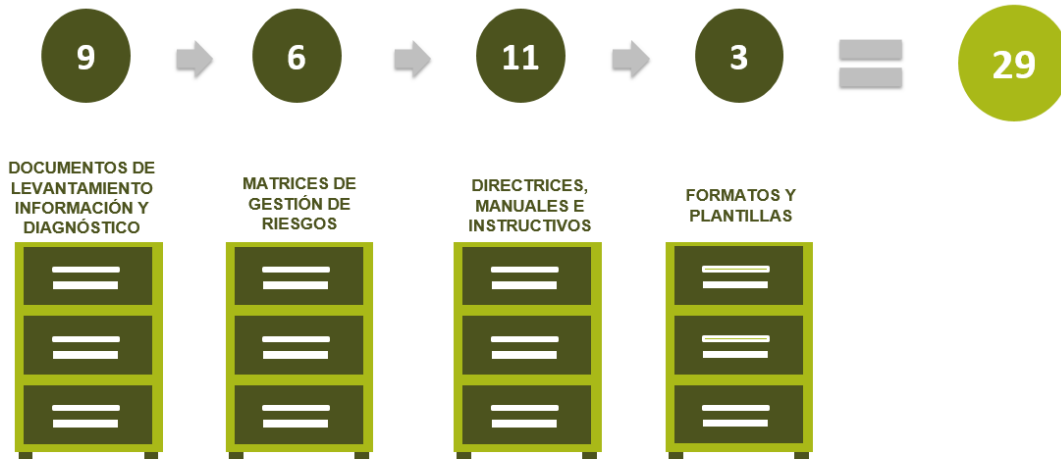 9
6
11
3
29
DOCUMENTOS DE
LEVANTAMIENTO
INFORMACIÓN Y
DIAGNÓSTICO
MATRICES DE
GESTIÓN DE
RIESGOS
DIRECTRICES,
MANUALES E
INSTRUCTIVOS
FORMATOS Y
PLANTILLAS